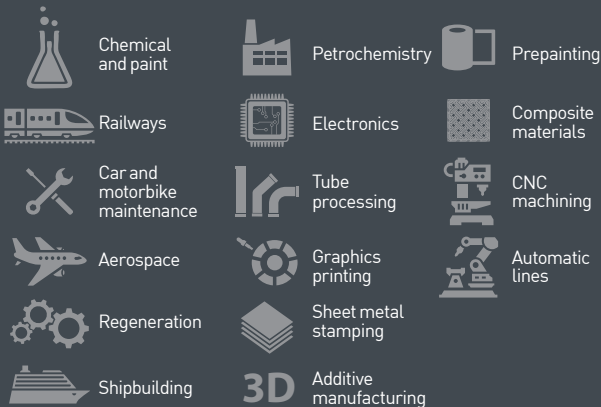 Chemical
and paint
Railways
Car and
motorbike
maintenance
Aerospace
Regeneration
Shipbuilding
Petrochemistry
Electronics
Tube
processing
Graphics
printing
Sheet metal
stamping
3D
Additive
manufacturing
Prepainting
Composite
materials
CNC
machining
Automatic
lines